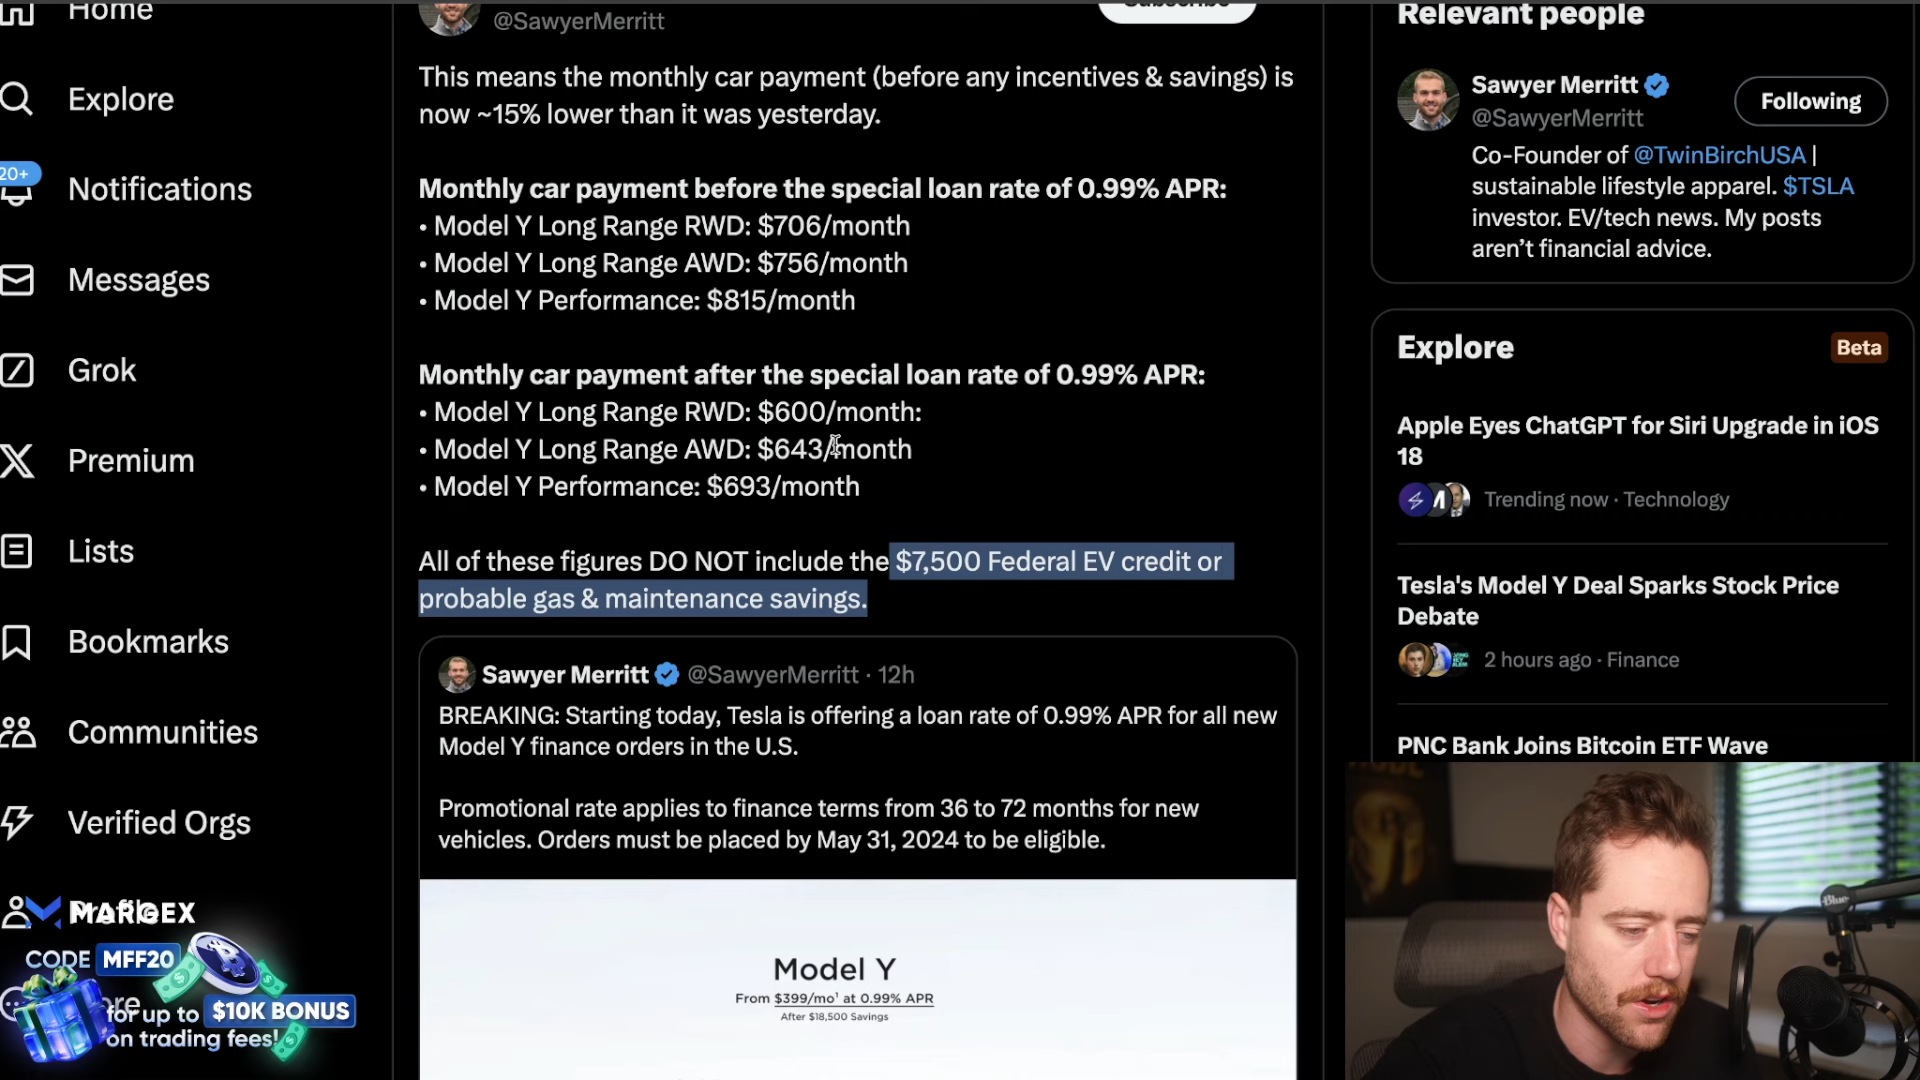 Home
Explore
20+
Notifications
Messages
Grok
Premium
Lists
Bookmarks
Communities
Verified Orgs
Profile
MARGEX
CODE MFF20
for up to $10K BONUS
on trading fees!
@SawyerMerritt
Subscribe
This means the monthly car payment (before any incentives & savings) is
now ~15% lower than it was yesterday.
Monthly car payment before the special loan rate of 0.99% APR:
• Model Y Long Range RWD: $706/month
• Model Y Long Range AWD: $756/month
• Model Y Performance: $815/month
Monthly car payment after the special loan rate of 0.99% APR:
• Model Y Long Range RWD: $600/month:
• Model Y Long Range AWD: $643/month
• Model Y Performance: $693/month
All of these figures DO NOT include the $7,500 Federal EV credit or
probable gas & maintenance savings.
Sawyer Merritt @SawyerMerritt · 12h
BREAKING: Starting today, Tesla is offering a loan rate of 0.99% APR for all new
Model Y finance orders in the U.S.
Promotional rate applies to finance terms from 36 to 72 months for new
vehicles. Orders must be placed by May 31, 2024 to be eligible.
Model Y
From $399/mo¹ at 0.99% APR
After $18,500 Savings
Relevant people
Sawyer Merritt
@SawyerMerritt
Following
Co-Founder of @TwinBirchUSA |
sustainable lifestyle apparel. $TSLA
investor. EV/tech news. My posts
aren’t financial advice.
Explore
Beta
Apple Eyes ChatGPT for Siri Upgrade in iOS
18
Trending now · Technology
Tesla's Model Y Deal Sparks Stock Price
Debate
2 hours ago · Finance
PNC Bank Joins Bitcoin ETF Wave
Blue